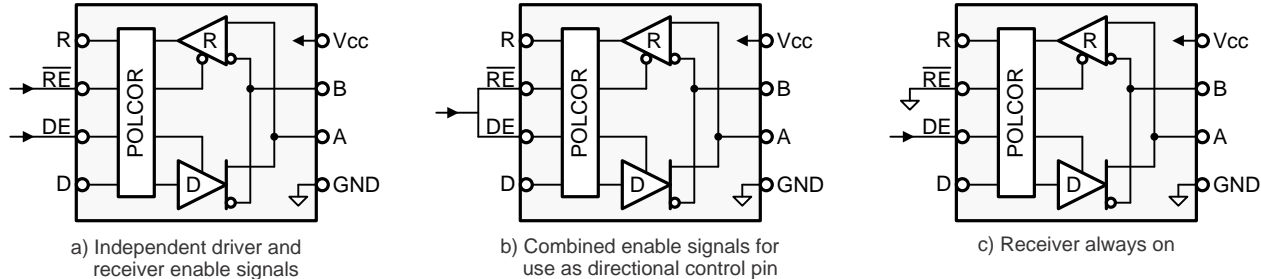 R
R
Vcc
RE
B
POLCOR
DE
A
D
D
GND
a) Independent driver and
receiver enable signals
R
R
Vcc
RE
B
POLCOR
DE
A
D
D
GND
b) Combined enable signals for
use as directional control pin
R
R
Vcc
RE
B
POLCOR
DE
A
D
D
GND
c) Receiver always on